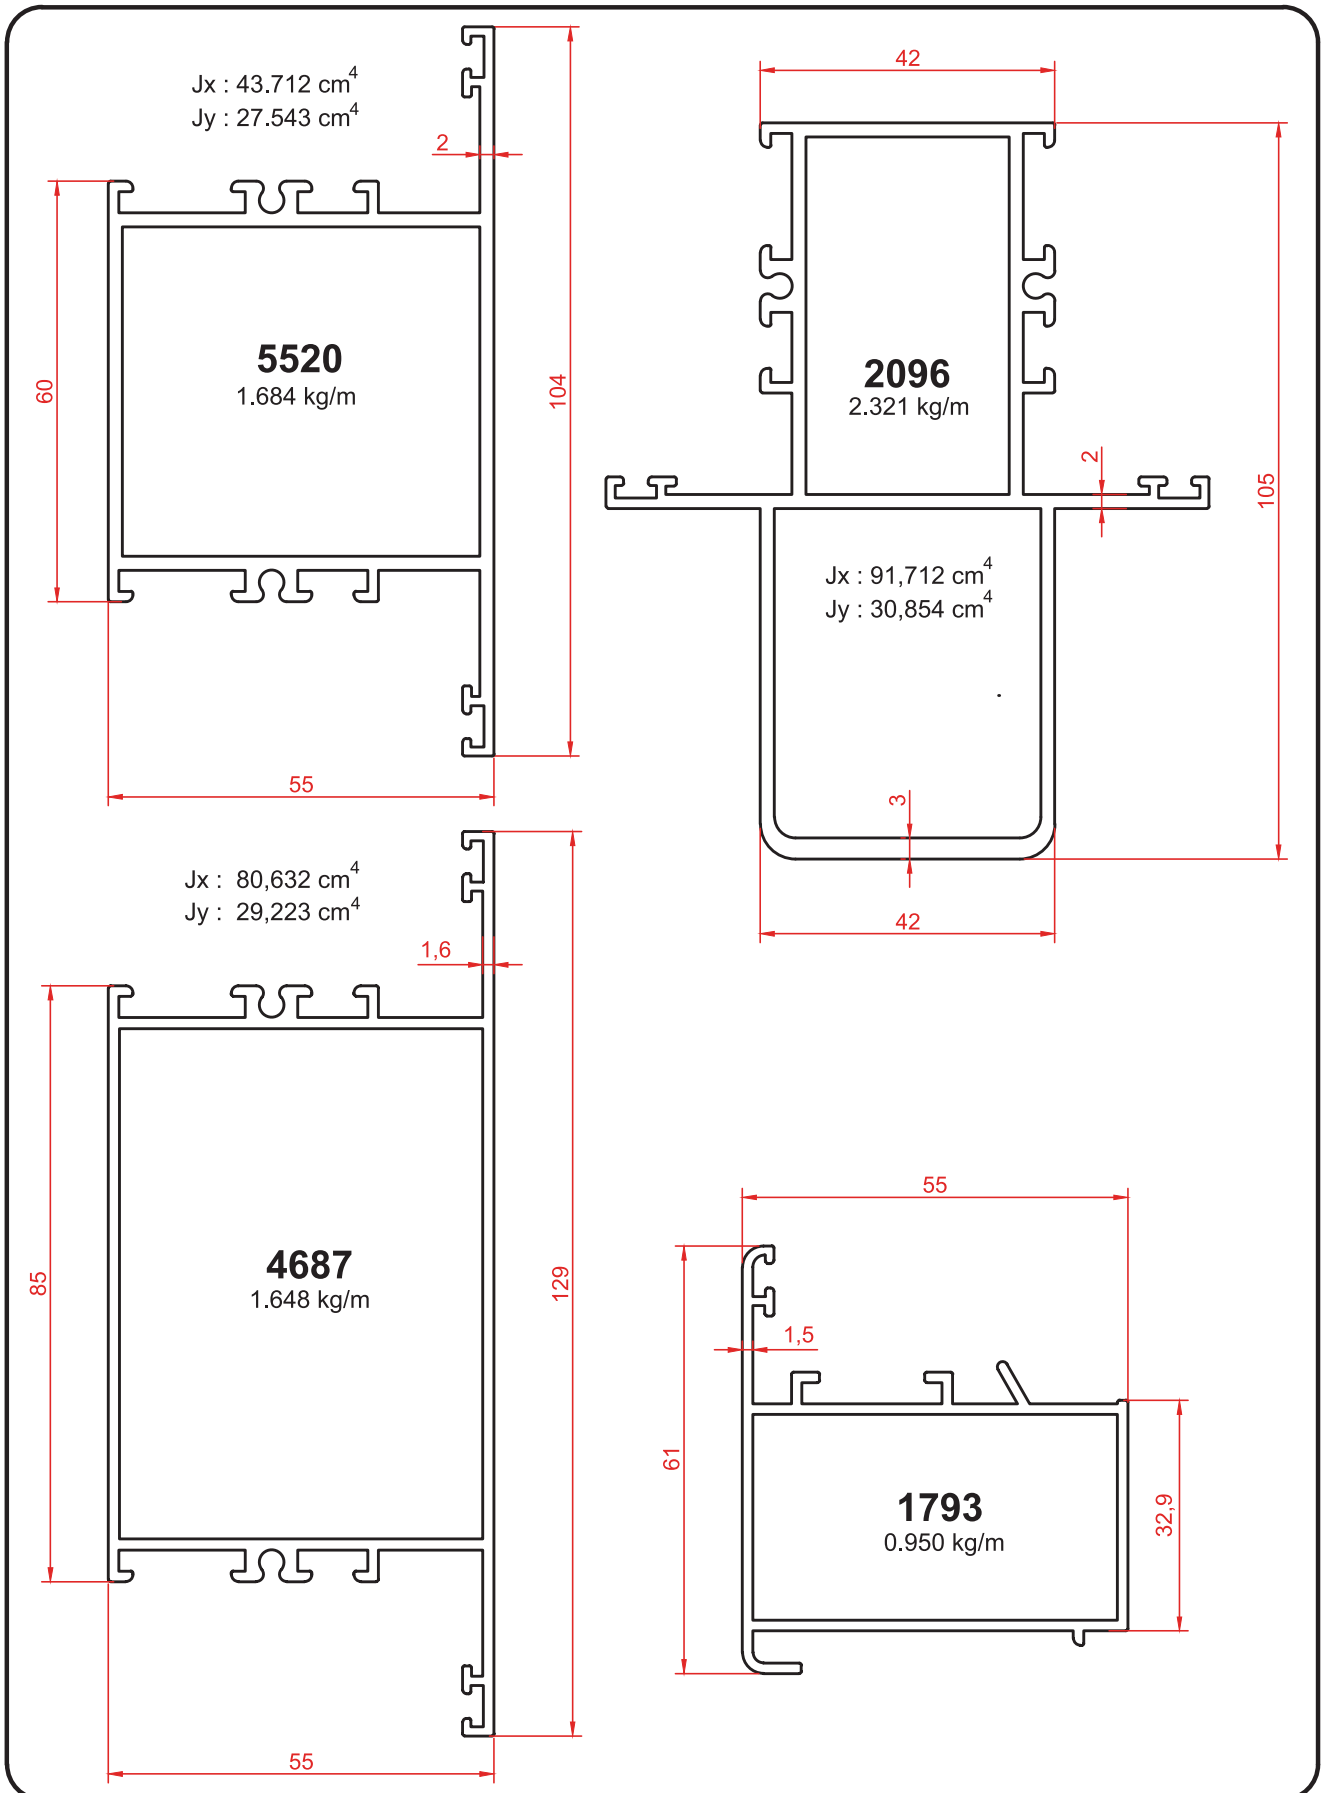 Jx : 43.712 cm⁴
Jy : 27.543 cm⁴
2
60
5520
1.684 kg/m
104
55
42
2096
2.321 kg/m
2
105
Jx : 91,712 cm⁴
Jy : 30,854 cm⁴
3
42
Jx : 80,632 cm⁴
Jy : 29,223 cm⁴
1,6
85
4687
1.648 kg/m
129
55
55
1,5
61
1793
0.950 kg/m
32,9